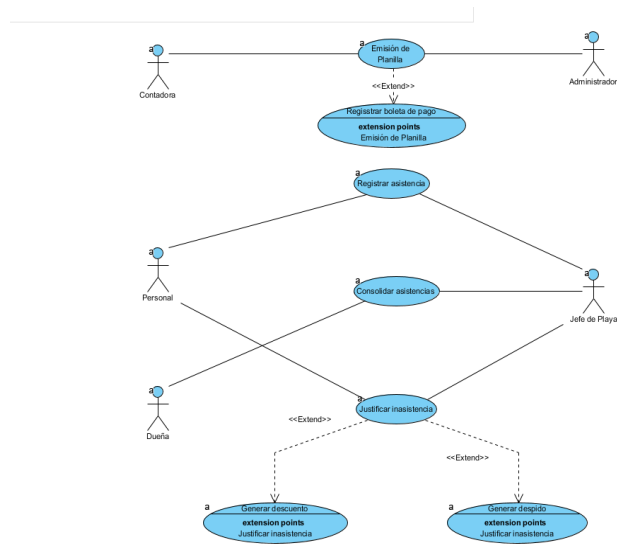 a
a
a
Emisión de
Planilla
Contadora
Administrador
<<Extend>>
Regisstrar boleta de pago
extension points
Emisión de Planilla
a
Registrar asistencia
a
Personal
a
Consolidar asistencias
a
Jefe de Playa
a
Dueña
a
Justificar inasistencia
<<Extend>>
<<Extend>>
a
Generar descuento
extension points
Justificar inasistencia
a
Generar despido
extension points
Justificar inasistencia